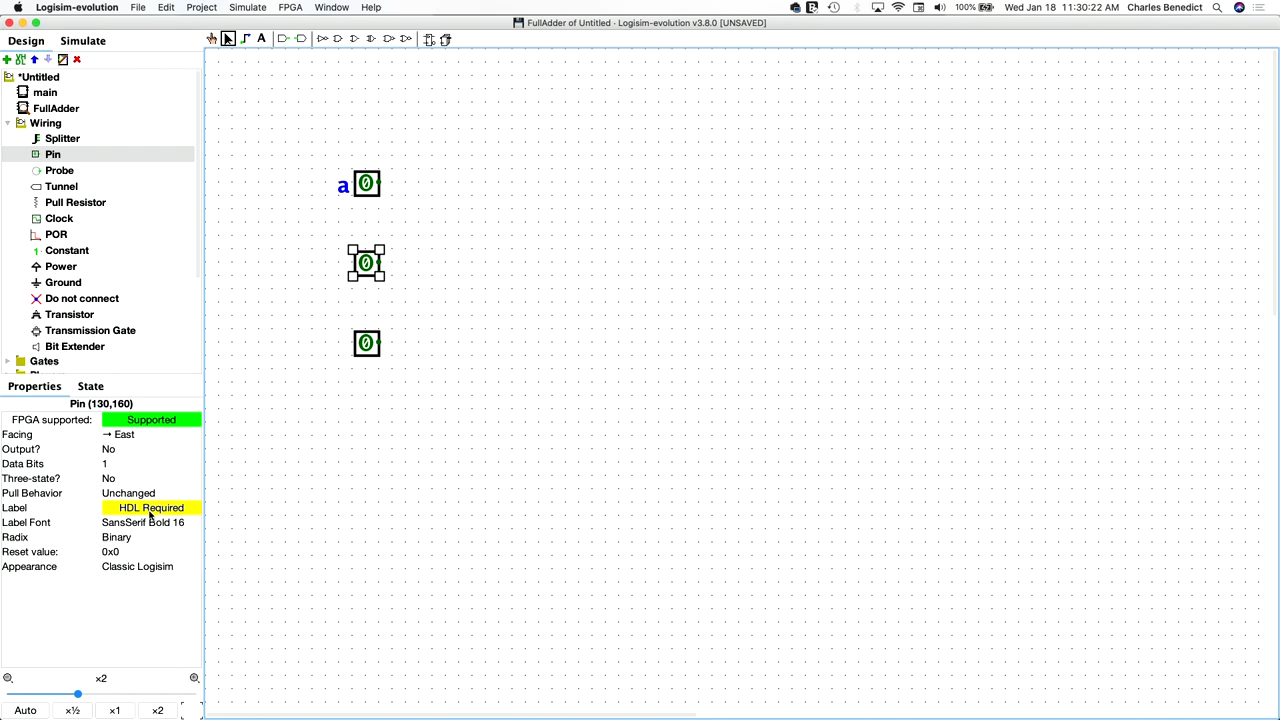 Logisim-evolution File Edit Project Simulate FPGA Window Help 100% Wed Jan 18 11:30:22 AM Charles Benedict
FullAdder of Untitled · Logisim-evolution v3.8.0 [UNSAVED]
Design Simulate
A
*Untitled
main
FullAdder
Wiring
Splitter
Pin
Probe
Tunnel
Pull Resistor
Clock
POR
Constant
Power
Ground
Do not connect
Transistor
Transmission Gate
Bit Extender
Gates
Properties State
Pin (130,160)
FPGA supported: Supported
Facing → East
Output? No
Data Bits 1
Three-state? No
Pull Behavior Unchanged
Label HDL Required
Label Font SansSerif Bold 16
Radix Binary
Reset value: 0x0
Appearance Classic Logisim
x2
Auto x½ x1 x2
a 0
0
0